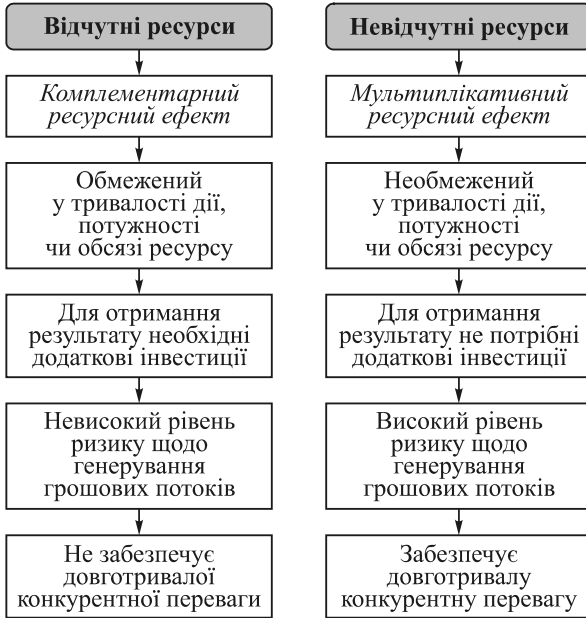 Відчутні ресурси
Комплементарний
ресурсний ефект
Обмежений
у тривалості дії,
потужності
чи обсязі ресурсу
Для отримання
результату необхідні
додаткові інвестиції
Невисокий рівень
ризику щодо
генерування
грошових потоків
Не забезпечує
довготривалої
конкурентної переваги
Невідчутні ресурси
Мультиплікативний
ресурсний ефект
Необмежений
у тривалості дії,
потужності
чи обсязі ресурсу
Для отримання
результату не потрібні
додаткові інвестиції
Високий рівень
ризику щодо
генерування
грошових потоків
Забезпечує
довготривалу
конкурентну перевагу